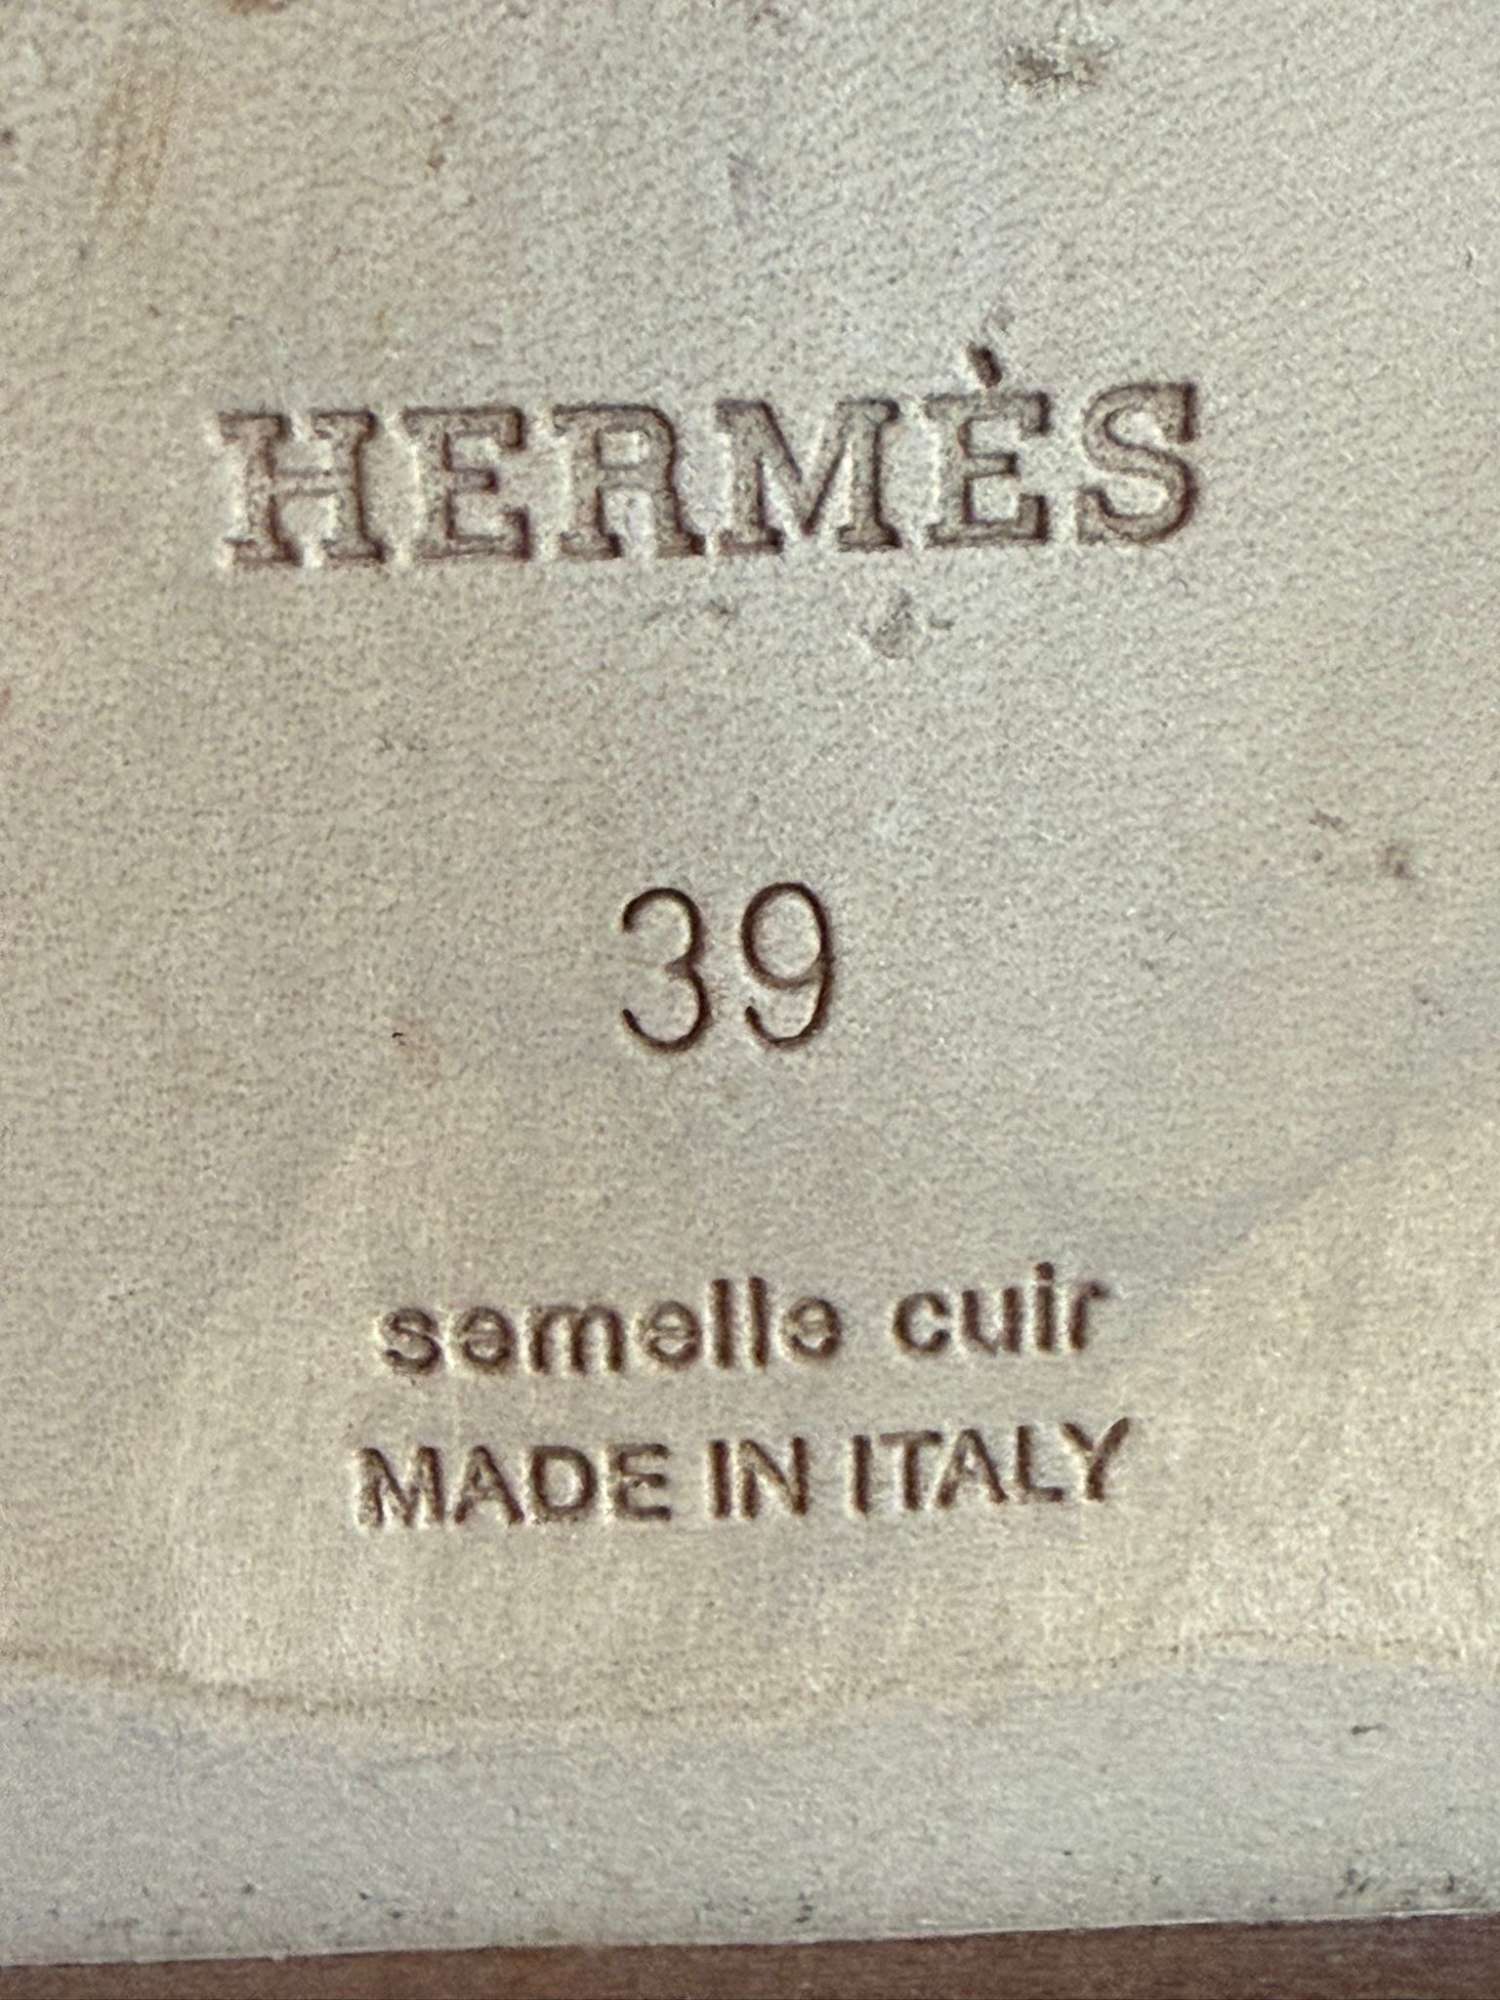 HERMÈS
39
semelle cuir
MADE IN ITALY